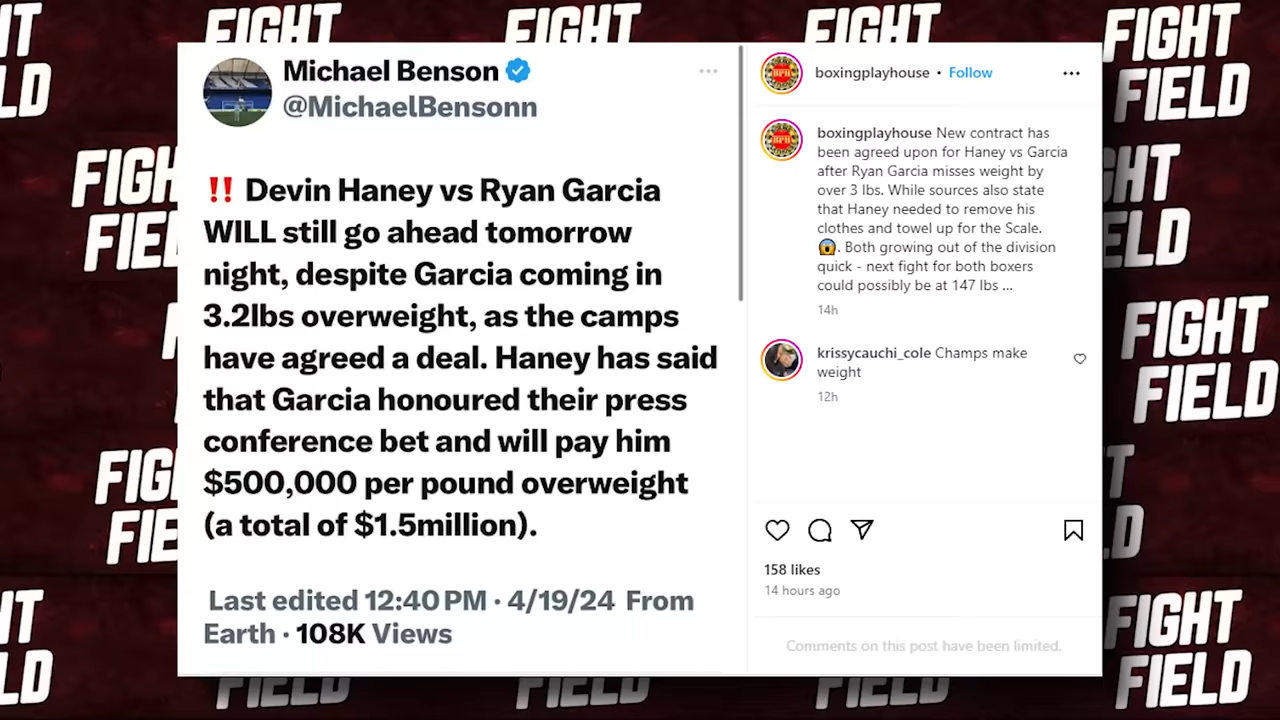 FIGHT FIELD
Michael Benson
@MichaelBensonn
‼️ Devin Haney vs Ryan Garcia
WILL still go ahead tomorrow
night, despite Garcia coming in
3.2lbs overweight, as the camps
have agreed a deal. Haney has said
that Garcia honoured their press
conference bet and will pay him
$500,000 per pound overweight
(a total of $1.5million).
Last edited 12:40 PM · 4/19/24 From
Earth · 108K Views
boxingplayhouse • Follow
boxingplayhouse New contract has
been agreed upon for Haney vs Garcia
after Ryan Garcia misses weight by
over 3 lbs. While sources also state
that Haney needed to remove his
clothes and towel up for the Scale.
😱. Both growing out of the division
quick - next fight for both boxers
could possibly be at 147 lbs ...
14h
krissycauchi_cole Champs make
weight
12h
158 likes
14 hours ago
Comments on this post have been limited.